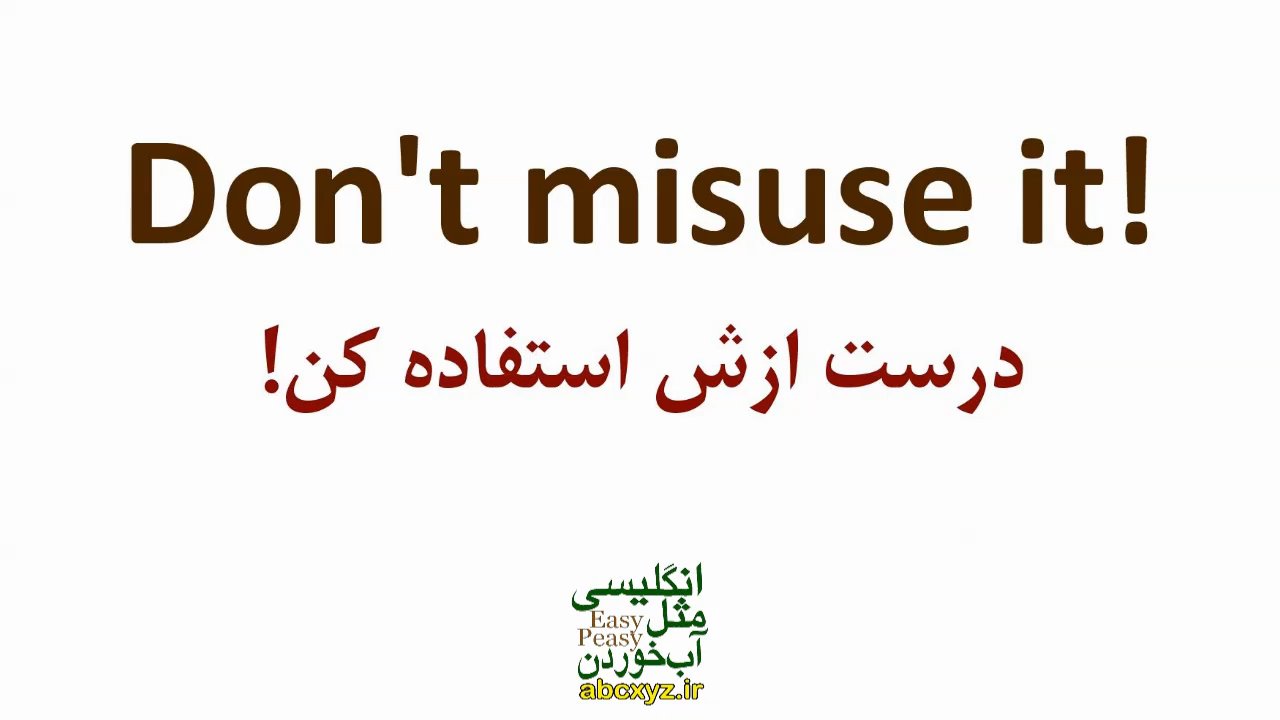 Don't misuse it!
درست ازش استفاده کن!
انگلیسی
مثل
Easy
Peasy
آب‌خوردن
abcxyz.ir